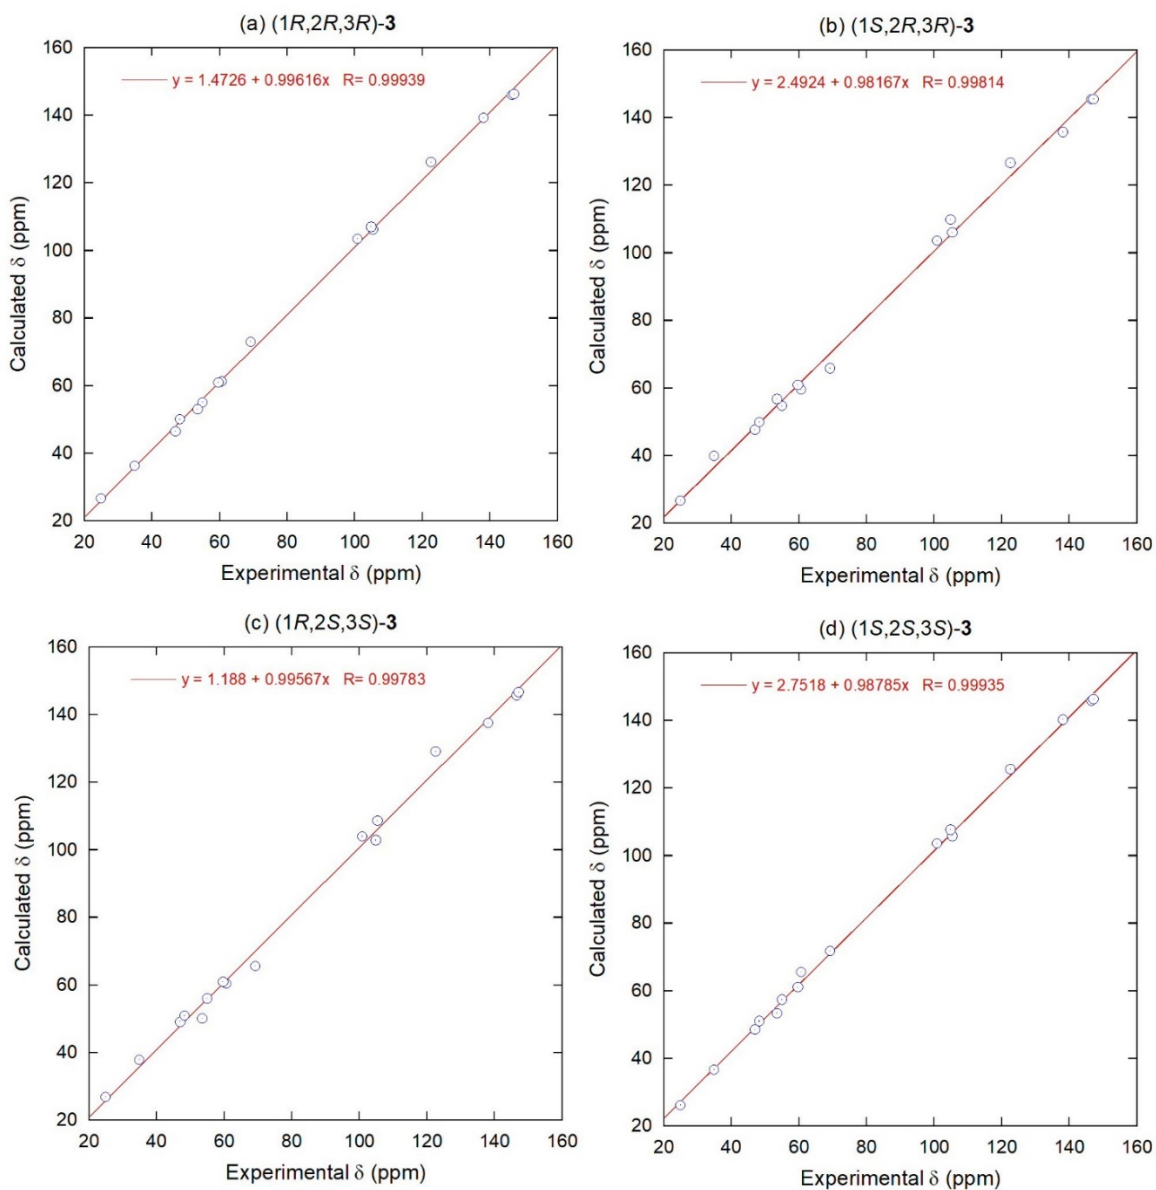 (a) (1R,2R,3R)-3
160
140
120
100
80
60
40
20
y = 1.4726 + 0.99616x R= 0.99939
Calculated δ (ppm)
20 40 60 80 100 120 140 160
Experimental δ (ppm)
(b) (1S,2R,3R)-3
160
140
120
100
80
60
40
20
y = 2.4924 + 0.98167x R= 0.99814
Calculated δ (ppm)
20 40 60 80 100 120 140 160
Experimental δ (ppm)
(c) (1R,2S,3S)-3
160
140
120
100
80
60
40
20
y = 1.188 + 0.99567x R= 0.99783
Calculated δ (ppm)
20 40 60 80 100 120 140 160
Experimental δ (ppm)
(d) (1S,2S,3S)-3
160
140
120
100
80
60
40
20
y = 2.7518 + 0.98785x R= 0.99935
Calculated δ (ppm)
20 40 60 80 100 120 140 160
Experimental δ (ppm)